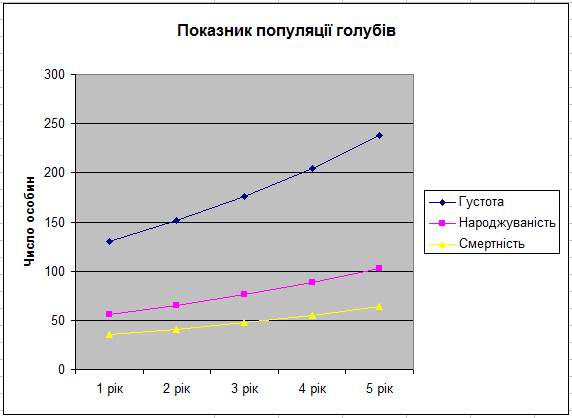 Показник популяції голубів
Число особин
300
250
200
150
100
50
0
1 рік 2 рік 3 рік 4 рік 5 рік
Густота
Народжуваність
Смертність